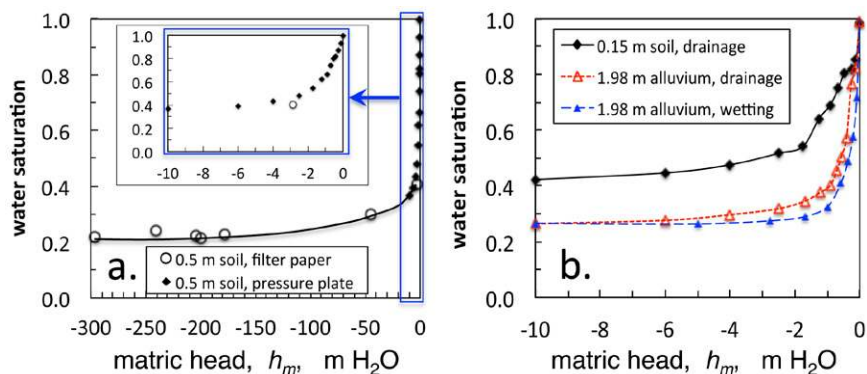 1.0
0.8
0.6
0.4
0.2
0.0
water saturation
1.0
0.8
0.6
0.4
0.2
0.0
-10 -8 -6 -4 -2 0
a.
0.5 m soil, filter paper
0.5 m soil, pressure plate
-300 -200 -100 0
matric head, hm, m H2O
1.0
0.8
0.6
0.4
0.2
0.0
water saturation
0.15 m soil, drainage
1.98 m alluvium, drainage
1.98 m alluvium, wetting
b.
-10 -8 -6 -4 -2 0
matric head, hm, m H2O